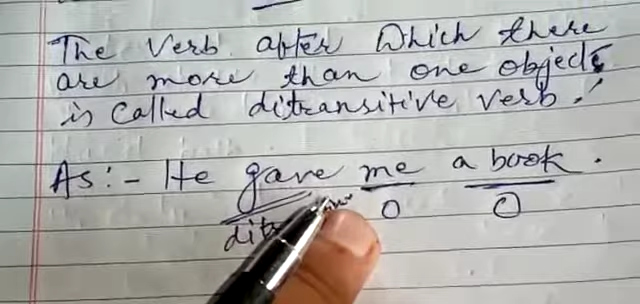 The Verb after which there
are more than one objects
is called ditransitive verb.
As:- He gave me a book.
O O